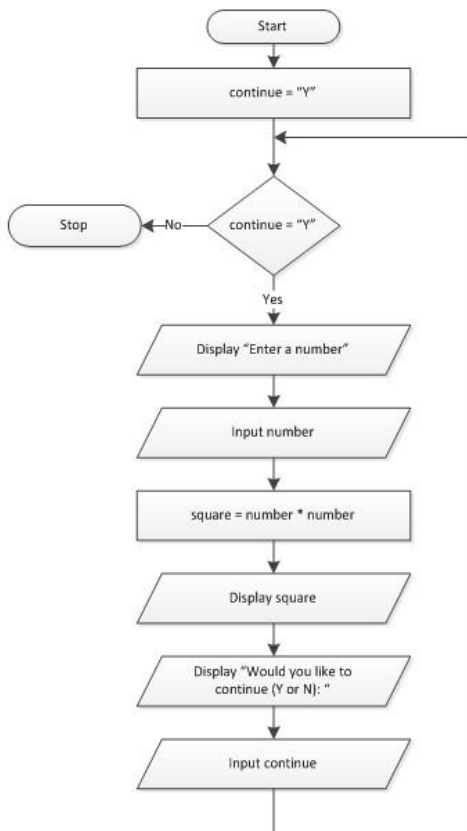 Start
continue = “Y”
continue = “Y”
No
Stop
Yes
Display “Enter a number”
Input number
square = number * number
Display square
Display “Would you like to
continue (Y or N): “
Input continue